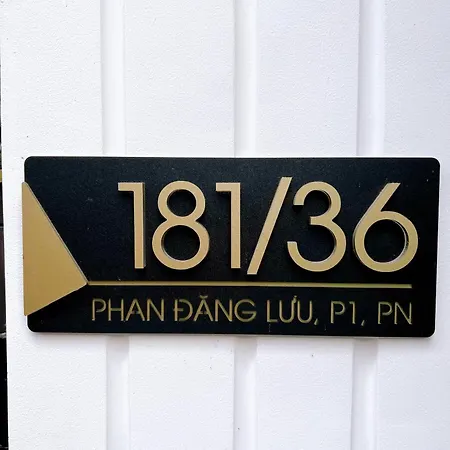 181/36
PHAN ĐĂNG LƯU, P1, PN